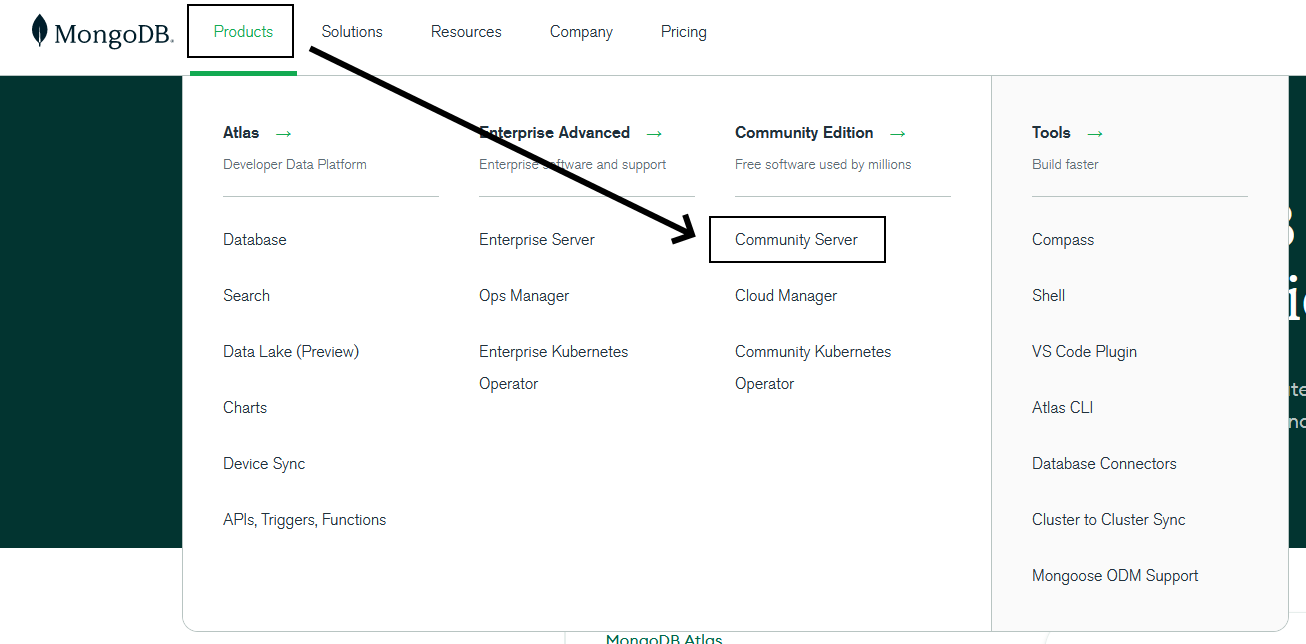 MongoDB.
Products
Solutions
Resources
Company
Pricing
Atlas →
Developer Data Platform
Database
Search
Data Lake (Preview)
Charts
Device Sync
APIs, Triggers, Functions
Enterprise Advanced →
Enterprise software and support
Enterprise Server
Ops Manager
Enterprise Kubernetes
Operator
Community Edition →
Free software used by millions
Community Server
Cloud Manager
Community Kubernetes
Operator
Tools →
Build faster
Compass
Shell
VS Code Plugin
Atlas CLI
Database Connectors
Cluster to Cluster Sync
Mongoose ODM Support
MongoDB Atlas